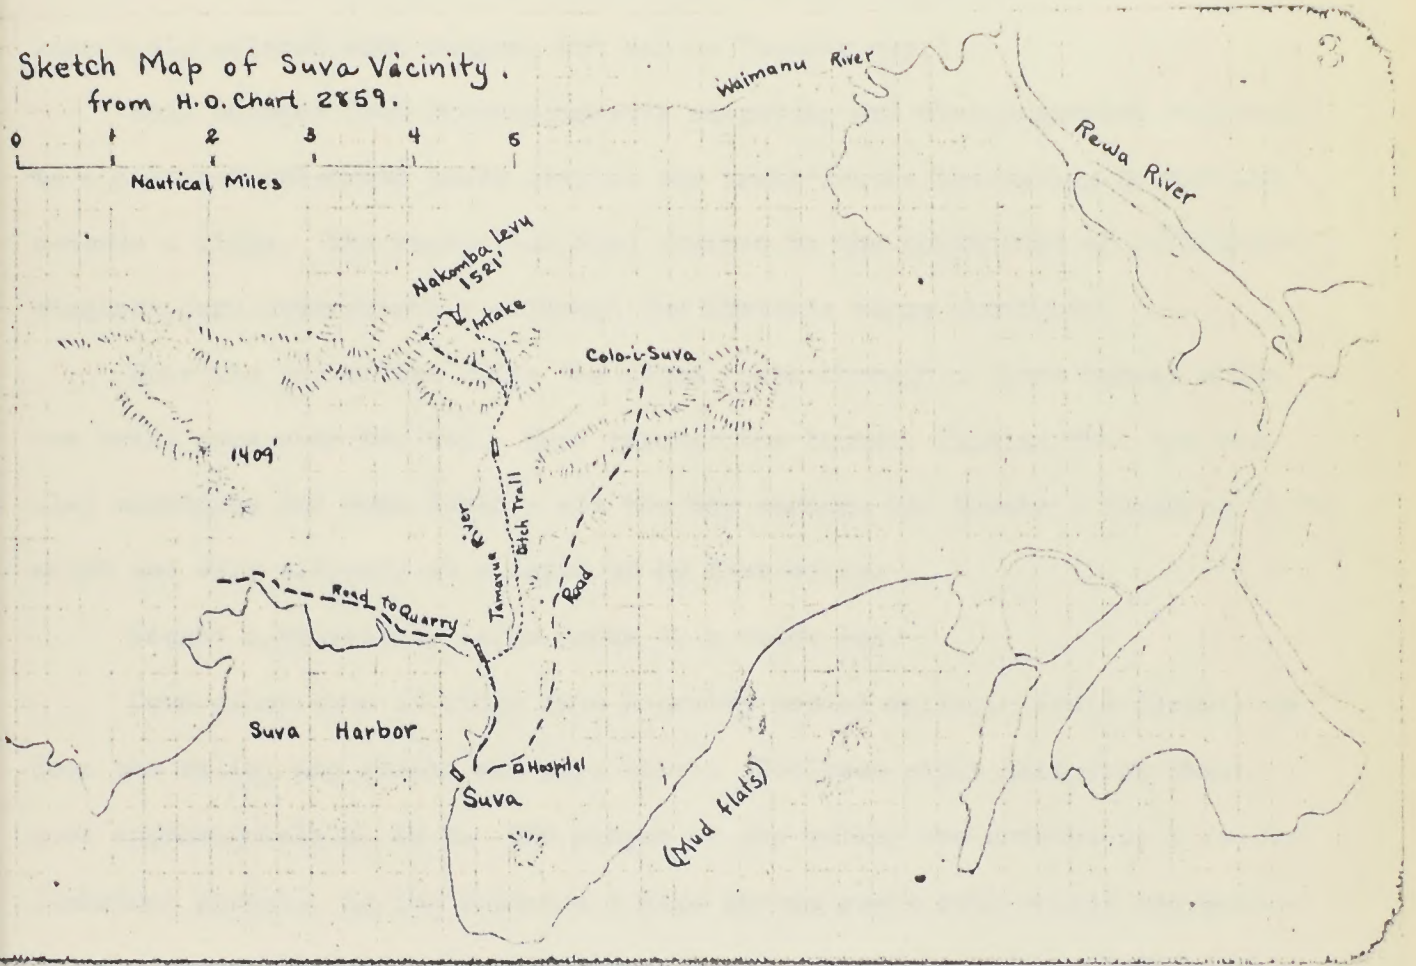 Sketch Map of Suva Vicinity.
from H.O. Chart 2859.
0 1 2 3 4 5
Nautical Miles
Waimanu River
Rewa River
Nakomba Levu
1521'
Intake
Colo-i-Suva
1409'
Tamavua River
Ditch Trail
Road
Road to Quarry
Suva Harbor
Hospital
Suva
(Mud flats)